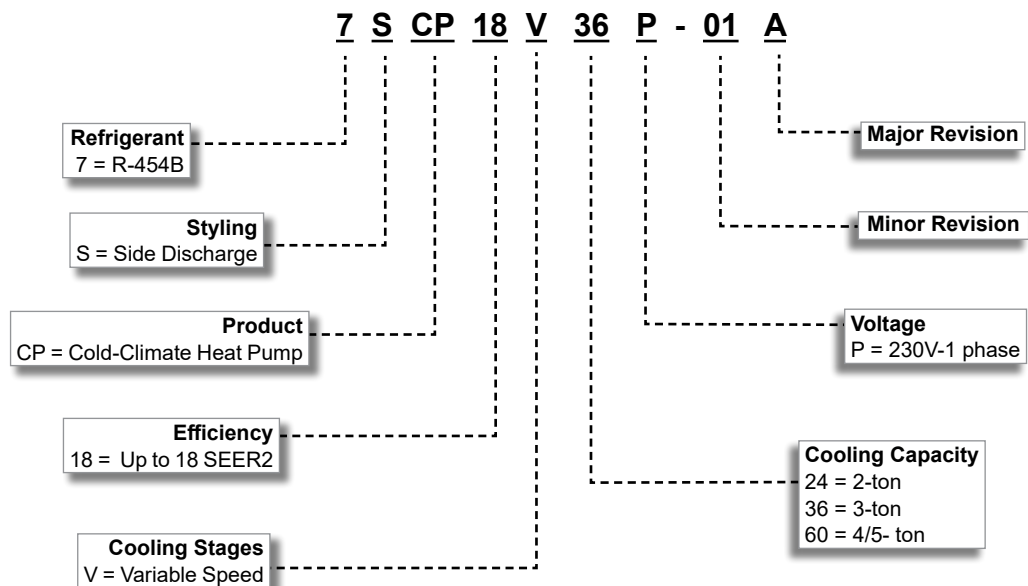 7 S CP 18 V 36 P - 01 A
Refrigerant
7 = R-454B
Styling
S = Side Discharge
Product
CP = Cold-Climate Heat Pump
Efficiency
18 = Up to 18 SEER2
Cooling Stages
V = Variable Speed
Major Revision
Minor Revision
Voltage
P = 230V-1 phase
Cooling Capacity
24 = 2-ton
36 = 3-ton
60 = 4/5- ton